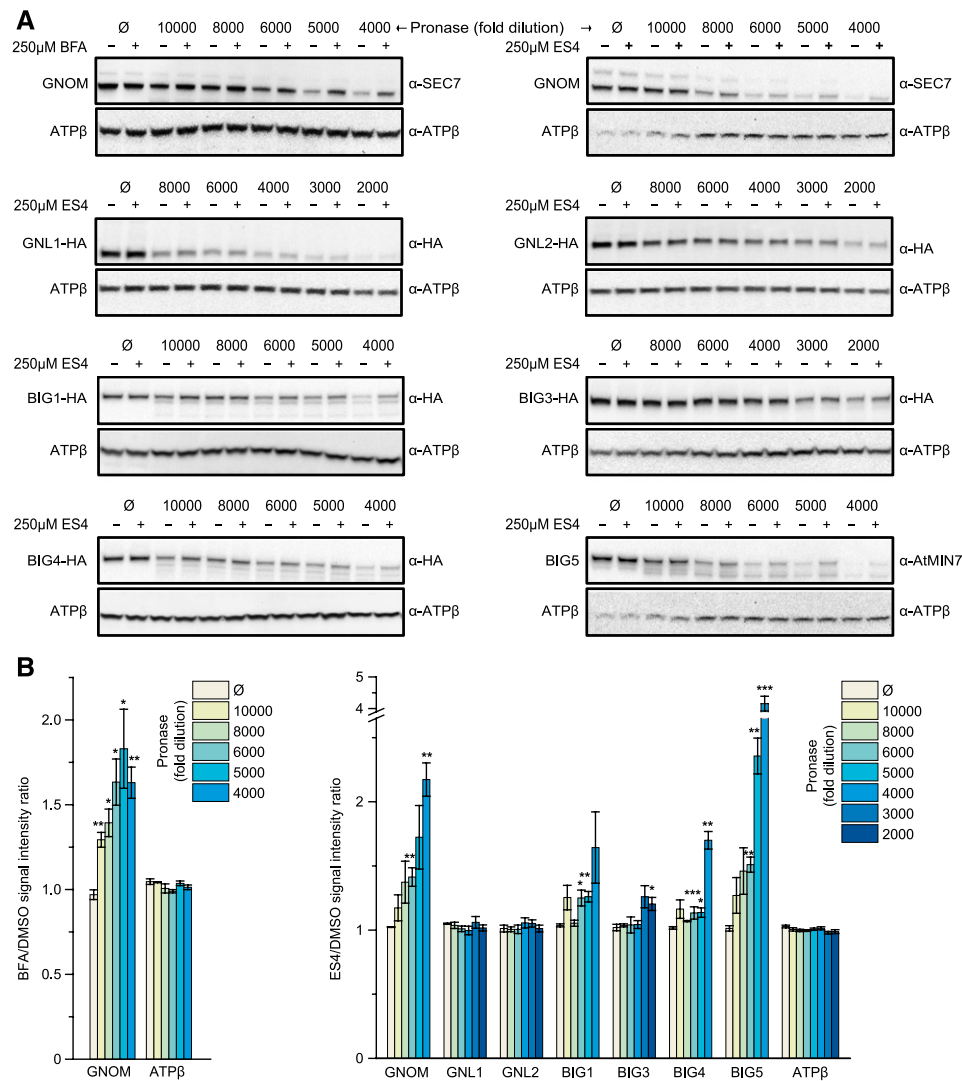 A
Ø 10000 8000 6000 5000 4000 ← Pronase (fold dilution) → Ø 10000 8000 6000 5000 4000
250µM BFA – + – + – + – + – + – +
250µM ES4 – + – + – + – + – + – +
GNOM α-SEC7
GNOM α-SEC7
ATPβ α-ATPβ
ATPβ α-ATPβ
Ø 8000 6000 4000 3000 2000
250µM ES4 – + – + – + – + – + – +
GNL1-HA α-HA
ATPβ α-ATPβ
Ø 8000 6000 4000 3000 2000
250µM ES4 – + – + – + – + – + – +
GNL2-HA α-HA
ATPβ α-ATPβ
Ø 10000 8000 6000 5000 4000
250µM ES4 – + – + – + – + – + – +
BIG1-HA α-HA
ATPβ α-ATPβ
Ø 8000 6000 4000 3000 2000
250µM ES4 – + – + – + – + – + – +
BIG3-HA α-HA
ATPβ α-ATPβ
Ø 10000 8000 6000 5000 4000
250µM ES4 – + – + – + – + – + – +
BIG4-HA α-HA
ATPβ α-ATPβ
Ø 10000 8000 6000 5000 4000
250µM ES4 – + – + – + – + – + – +
BIG5 α-AtMIN7
ATPβ α-ATPβ
B
BFA/DMSO signal intensity ratio
2.0
1.5
1.0
0.5
0
** * * * **
Pronase
(fold dilution)
Ø
10000
8000
6000
5000
4000
GNOM ATPβ
ES4/DMSO signal intensity ratio
5
4
2
1
0
** **
** *
*
*** * **
** ** ***
Pronase
(fold dilution)
Ø
10000
8000
6000
5000
4000
3000
2000
GNOM GNL1 GNL2 BIG1 BIG3 BIG4 BIG5 ATPβ